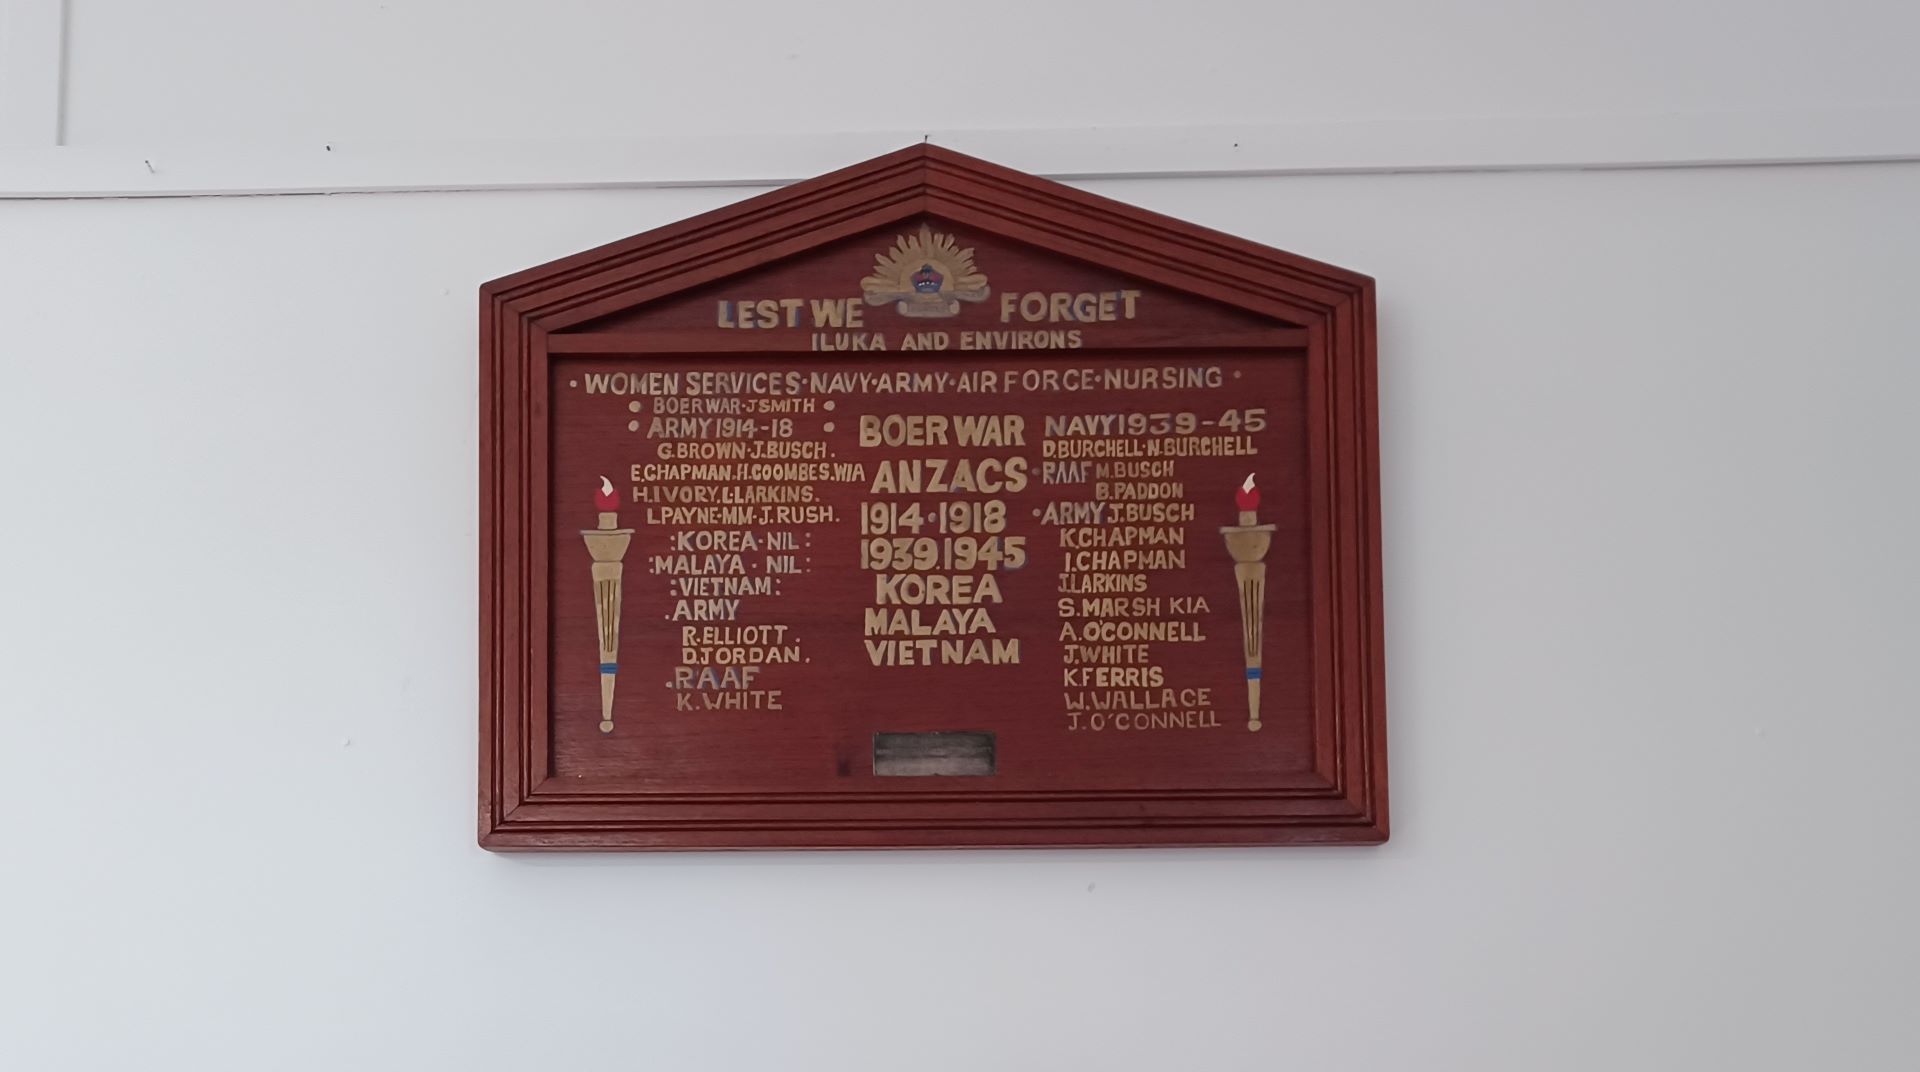 LEST WE FORGET
ILUKA AND ENVIRONS
•WOMEN SERVICES•NAVY•ARMY•AIR FORCE•NURSING•
• BOER WAR•J SMITH •
• ARMY 1914-18 •
G.BROWN•J.BUSCH.
E.CHAPMAN.H.COOMBES.WIA
H.IVORY.L.LARKINS.
L.PAYNE•MM•J.RUSH.
:KOREA•NIL:
:MALAYA•NIL:
:VIETNAM:
.ARMY
R.ELLIOTT.
D.JORDAN.
.RAAF
K.WHITE
BOER WAR
ANZACS
1914•1918
1939.1945
KOREA
MALAYA
VIETNAM
NAVY 1939-45
D.BURCHELL•N.BURCHELL
•RAAF M.BUSCH
B.PADDON
•ARMY J.BUSCH
K.CHAPMAN
I.CHAPMAN
J.LARKINS
S.MARSH KIA
A.O'CONNELL
J.WHITE
K.FERRIS
W.WALLACE
J.O'CONNELL